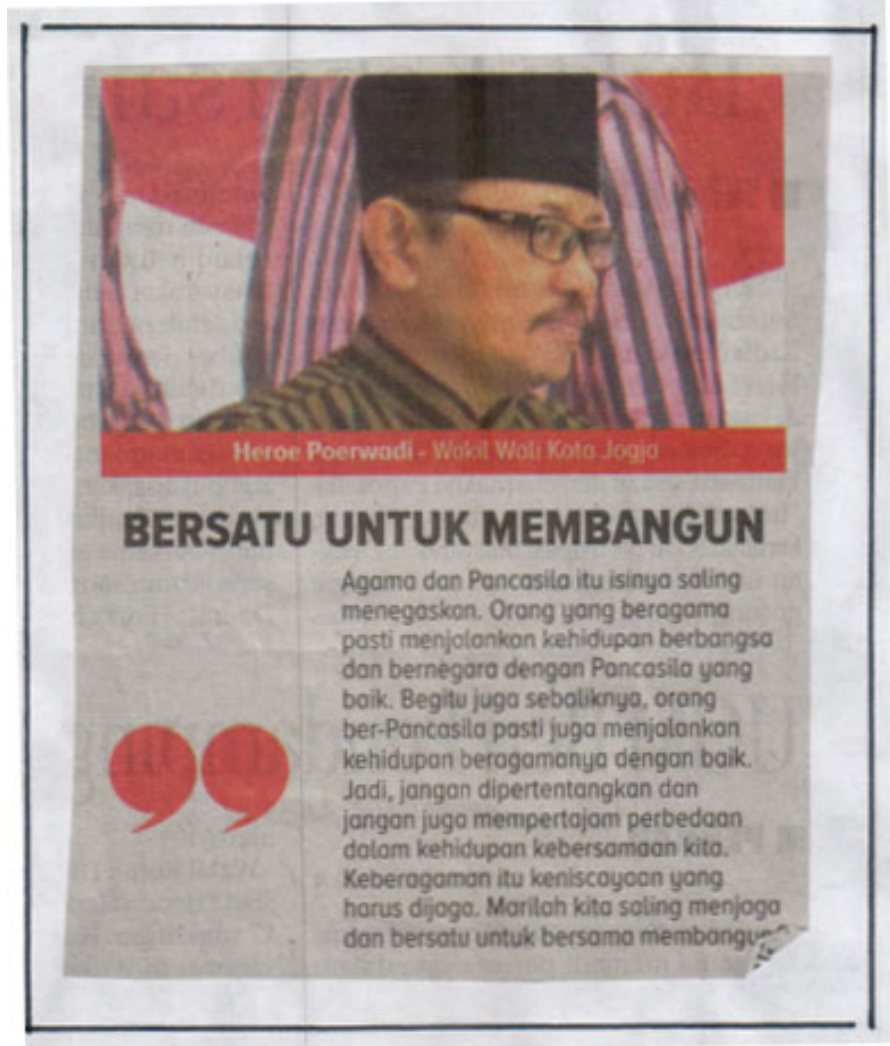 Heroe Poerwadi - Wakil Wali Kota Jogja
BERSATU UNTUK MEMBANGUN
Agama dan Pancasila itu isinya saling
menegaskan. Orang yang beragama
pasti menjalankan kehidupan berbangsa
dan bernegara dengan Pancasila yang
baik. Begitu juga sebaliknya, orang
ber-Pancasila pasti juga menjalankan
kehidupan beragamanya dengan baik.
Jadi, jangan dipertentangkan dan
jangan juga mempertajam perbedaan
dalam kehidupan kebersamaan kita.
Keberagaman itu keniscayaan yang
harus dijaga. Marilah kita saling menjaga
dan bersatu untuk bersama membangun